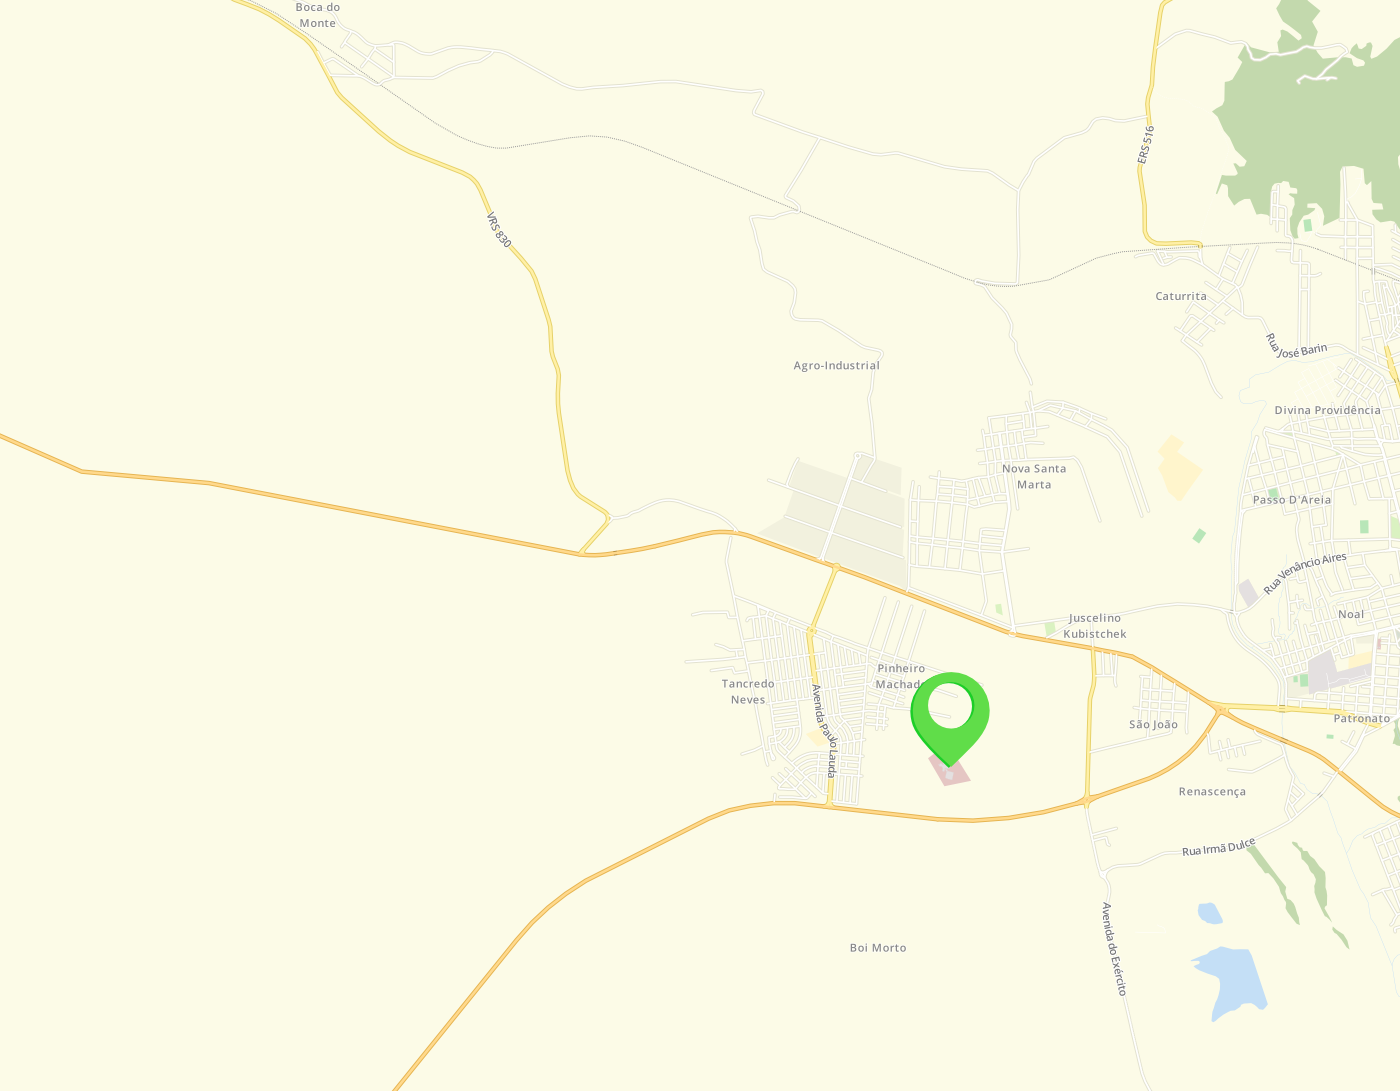 Boca do
Monte
ERS 516
VRS 830
Caturrita
Rua José Barin
Agro-Industrial
Divina Providência
Nova Santa
Marta
Passo D'Areia
Rua Venâncio Aires
Noal
Juscelino
Kubistchek
Pinheiro
Machado
Tancredo
Neves
Avenida Paulo Lauda
São João
Patronato
Renascença
Rua Irmã Dulce
Avenida do Exército
Boi Morto